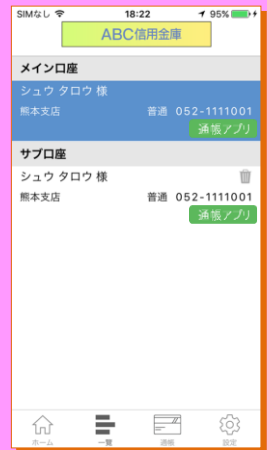 SIMなし 18:22 95%
ABC信用金庫
メイン口座
シュウ タロウ 様
熊本支店 普通 052-1111001
通帳アプリ
サブ口座
シュウ タロウ 様
熊本支店 普通 052-1111001
通帳アプリ
ホーム 一覧 通帳 設定